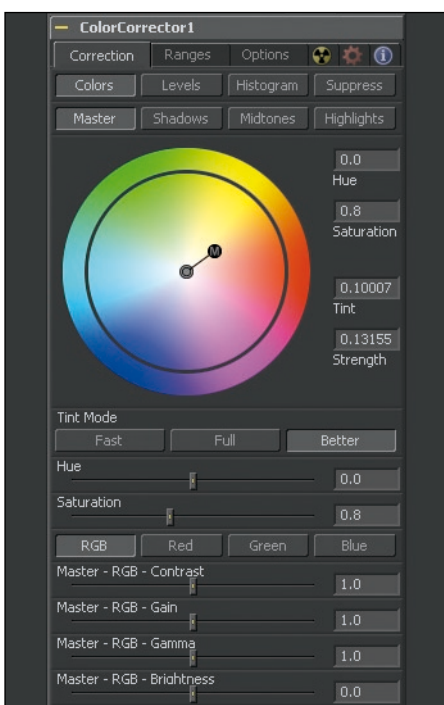 ColorCorrector1
Correction Ranges Options
Colors Levels Histogram Suppress
Master Shadows Midtones Highlights
0.0
Hue
0.8
Saturation
M
0.10007
Tint
0.13155
Strength
Tint Mode
Fast Full Better
Hue 0.0
Saturation 0.8
RGB Red Green Blue
Master - RGB - Contrast 1.0
Master - RGB - Gain 1.0
Master - RGB - Gamma 1.0
Master - RGB - Brightness 0.0